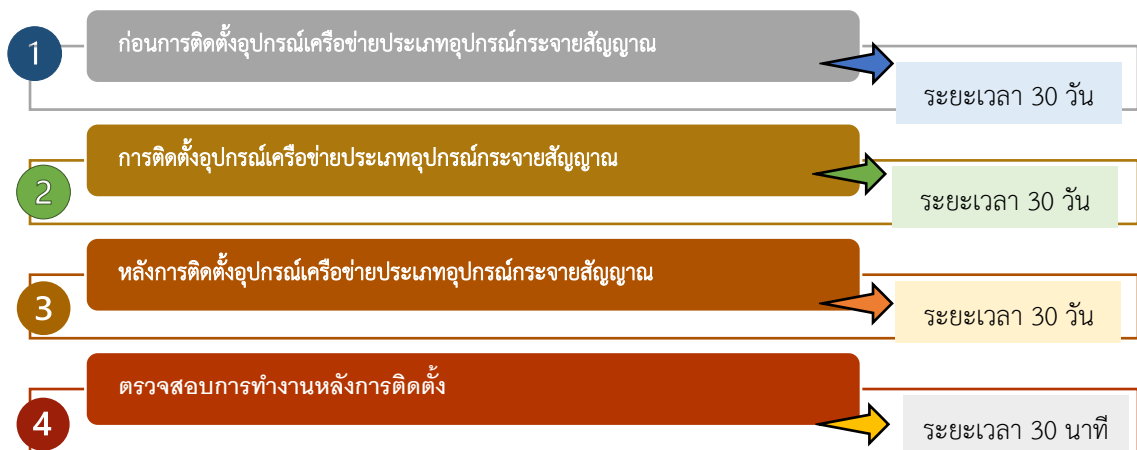 1
ก่อนการติดตั้งอุปกรณ์เครือข่ายประเภทอุปกรณ์กระจายสัญญาณ
ระยะเวลา 30 วัน
2
การติดตั้งอุปกรณ์เครือข่ายประเภทอุปกรณ์กระจายสัญญาณ
ระยะเวลา 30 วัน
3
หลังการติดตั้งอุปกรณ์เครือข่ายประเภทอุปกรณ์กระจายสัญญาณ
ระยะเวลา 30 วัน
4
ตรวจสอบการทำงานหลังการติดตั้ง
ระยะเวลา 30 นาที